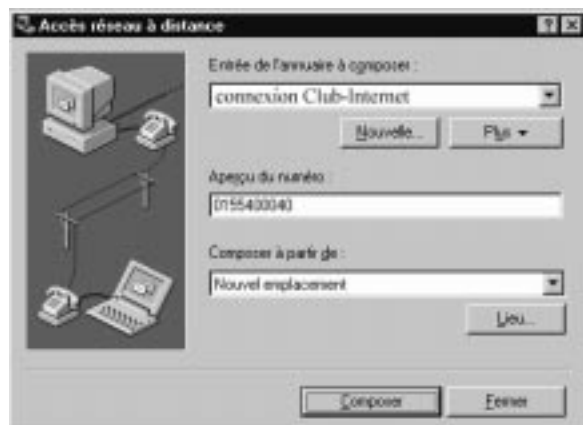 Accès réseau à distance
Entrée de l'annuaire à composer :
connexion Club-Internet
Nouvelle...
Plus
Aperçu du numéro :
0155400040
Composer à partir de :
Nouvel emplacement
Lieu...
Composer
Fermer